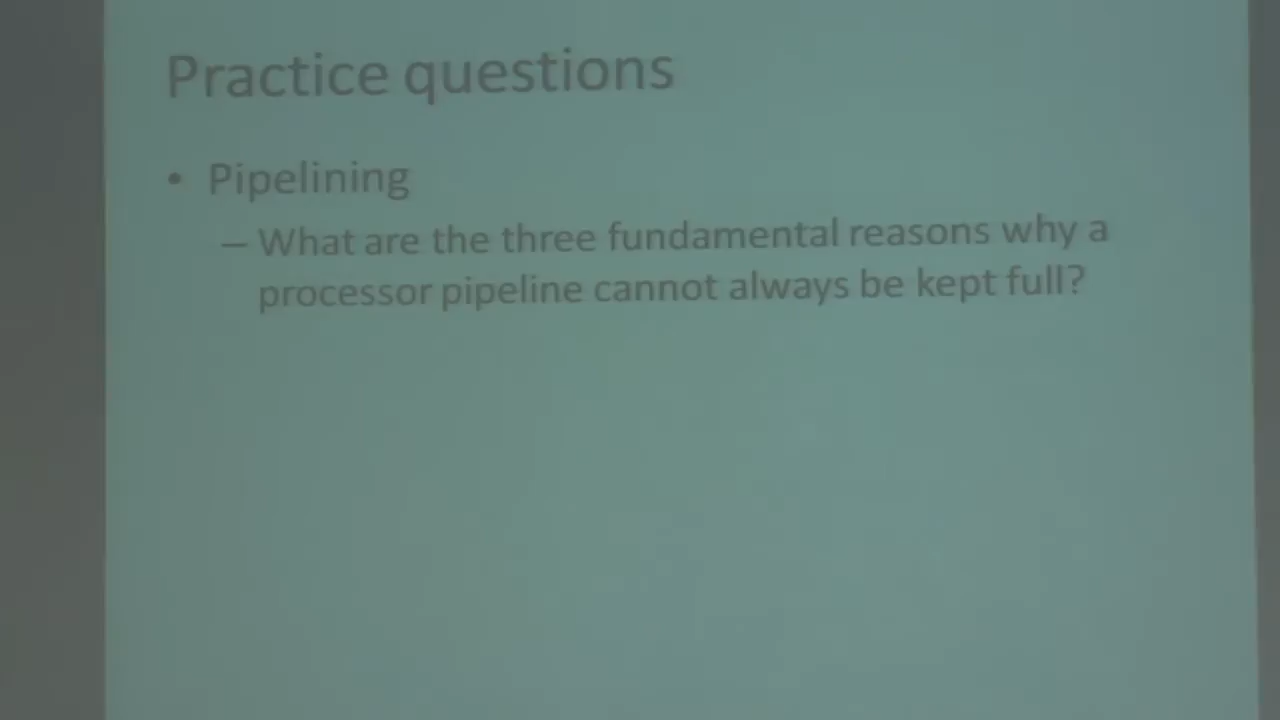 Practice questions
• Pipelining
– What are the three fundamental reasons why a
processor pipeline cannot always be kept full?